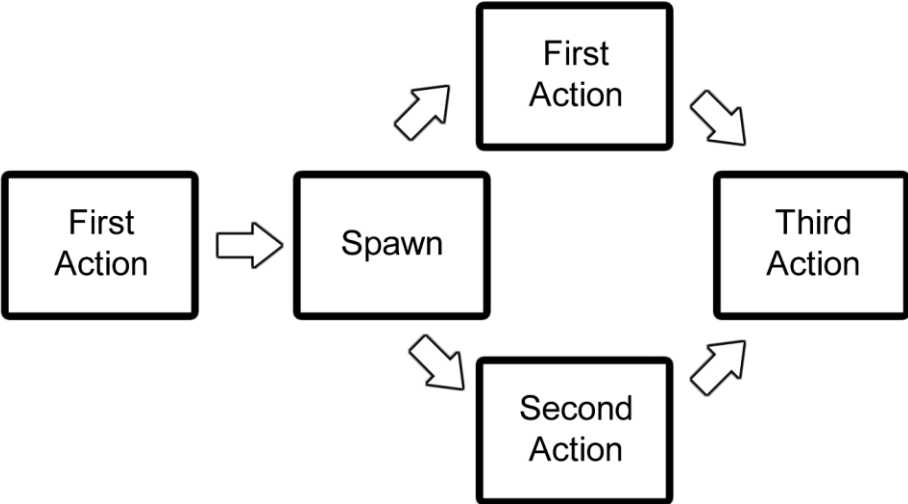 First
Action
Spawn
First
Action
Second
Action
Third
Action